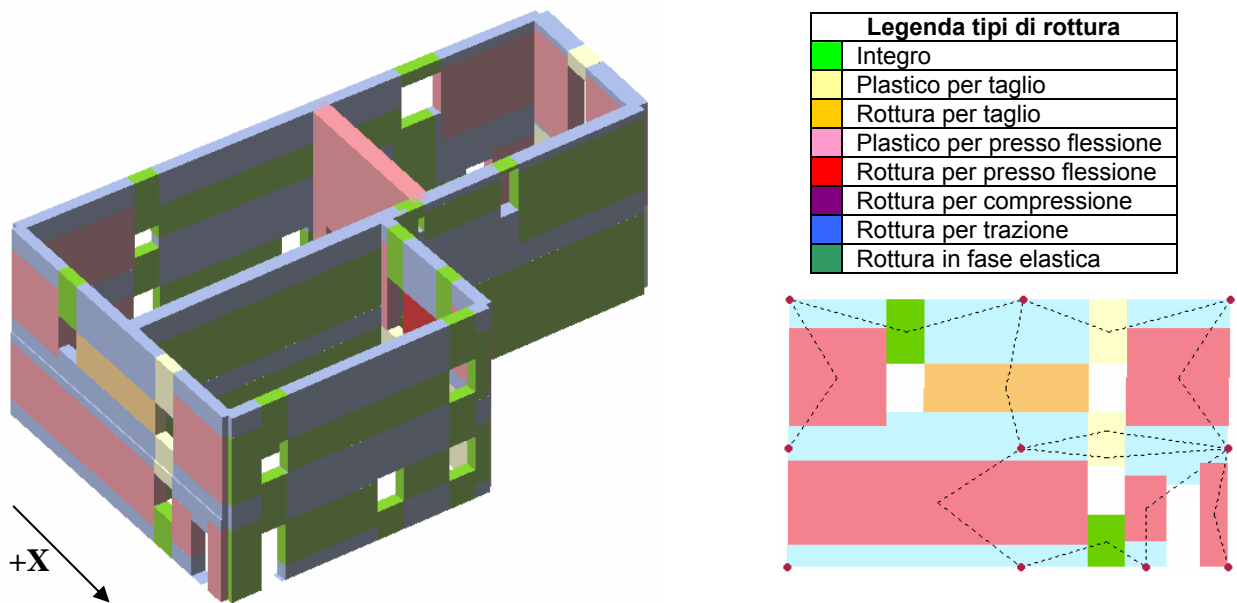 Legenda tipi di rottura
Integro
Plastico per taglio
Rottura per taglio
Plastico per presso flessione
Rottura per presso flessione
Rottura per compressione
Rottura per trazione
Rottura in fase elastica
+X